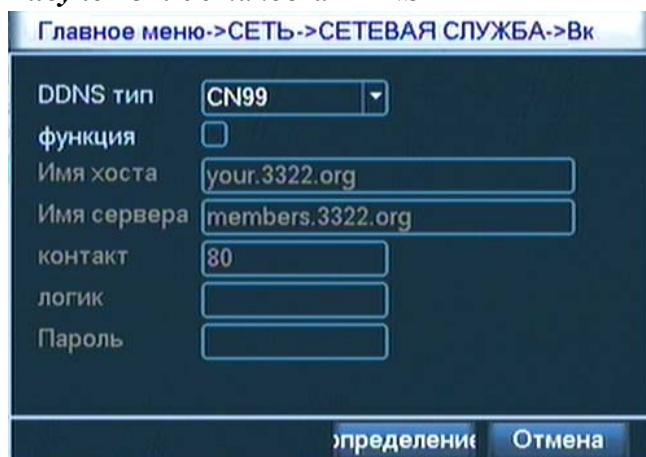 Главное меню->СЕТЬ->СЕТЕВАЯ СЛУЖБА->Вк
DDNS тип CN99
функция
Имя хоста your.3322.org
Имя сервера members.3322.org
контакт 80
логик
Пароль
Отмена